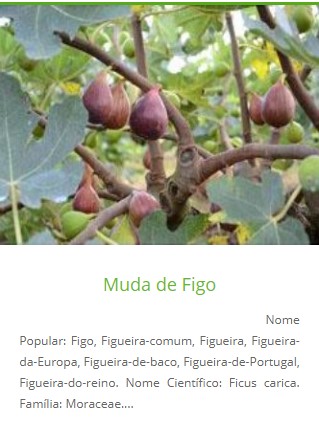 Muda de Figo
Nome
Popular: Figo, Figueira-comum, Figueira, Figueira-
da-Europa, Figueira-de-baco, Figueira-de-Portugal,
Figueira-do-reino. Nome Científico: Ficus carica.
Família: Moraceae....